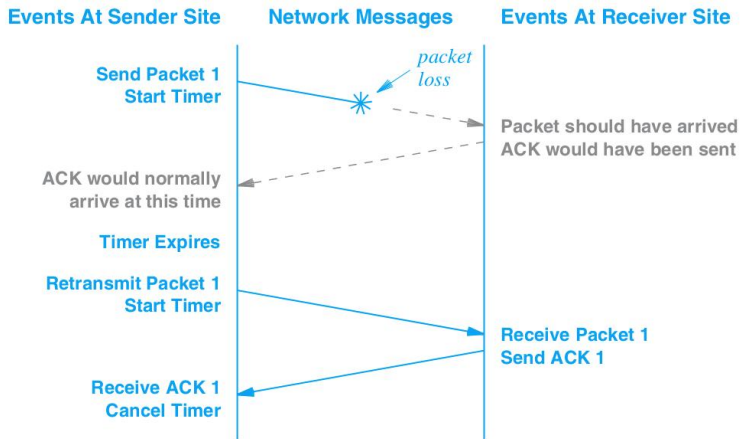 Events At Sender Site
Network Messages
Events At Receiver Site
packet
loss
Send Packet 1
Start Timer
Packet should have arrived
ACK would have been sent
ACK would normally
arrive at this time
Timer Expires
Retransmit Packet 1
Start Timer
Receive Packet 1
Send ACK 1
Receive ACK 1
Cancel Timer